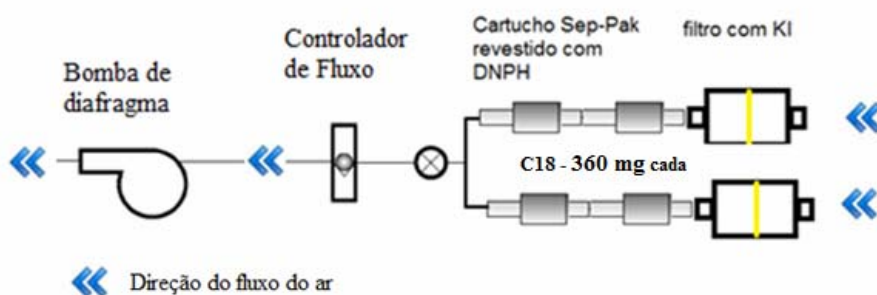 Bomba de
diafragma
Controlador
de Fluxo
Cartucho Sep-Pak
revestido com
DNPH
filtro com KI
C18 - 360 mg cada
Direção do fluxo do ar